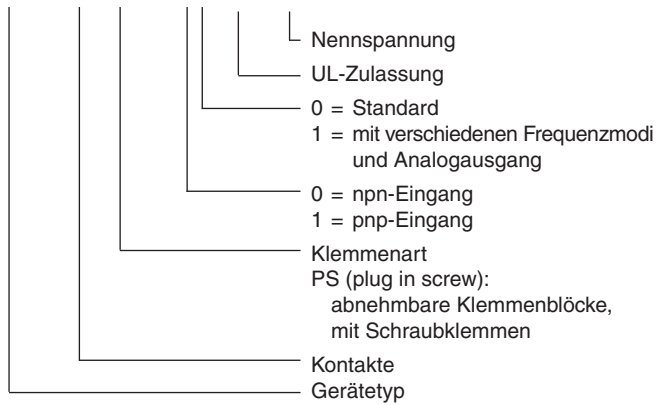 Nennspannung
UL-Zulassung
0 = Standard
1 = mit verschiedenen Frequenzmodi
und Analogausgang
0 = npn-Eingang
1 = pnp-Eingang
Klemmenart
PS (plug in screw):
abnehmbare Klemmenblöcke,
mit Schraubklemmen
Kontakte
Gerätetyp